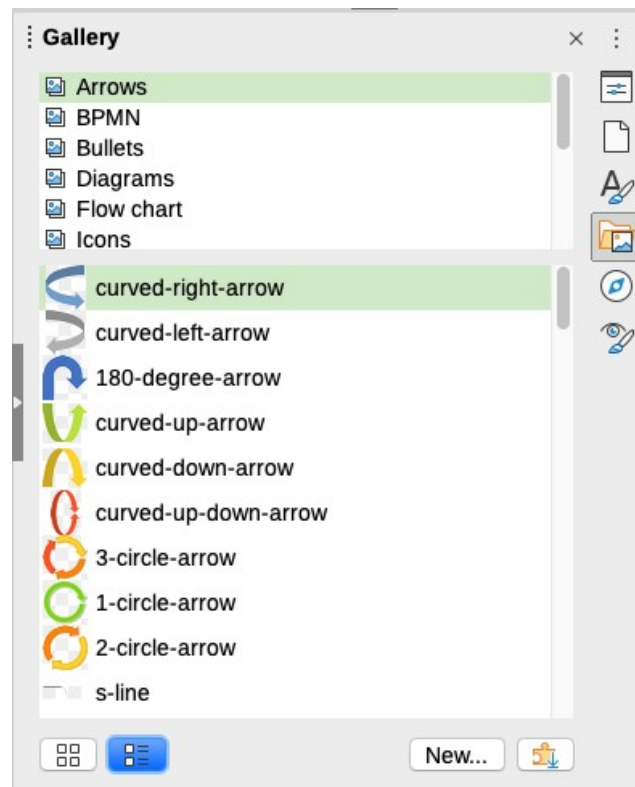 Gallery
Arrows
BPMN
Bullets
Diagrams
Flow chart
Icons
curved-right-arrow
curved-left-arrow
180-degree-arrow
curved-up-arrow
curved-down-arrow
curved-up-down-arrow
3-circle-arrow
1-circle-arrow
2-circle-arrow
s-line
New...